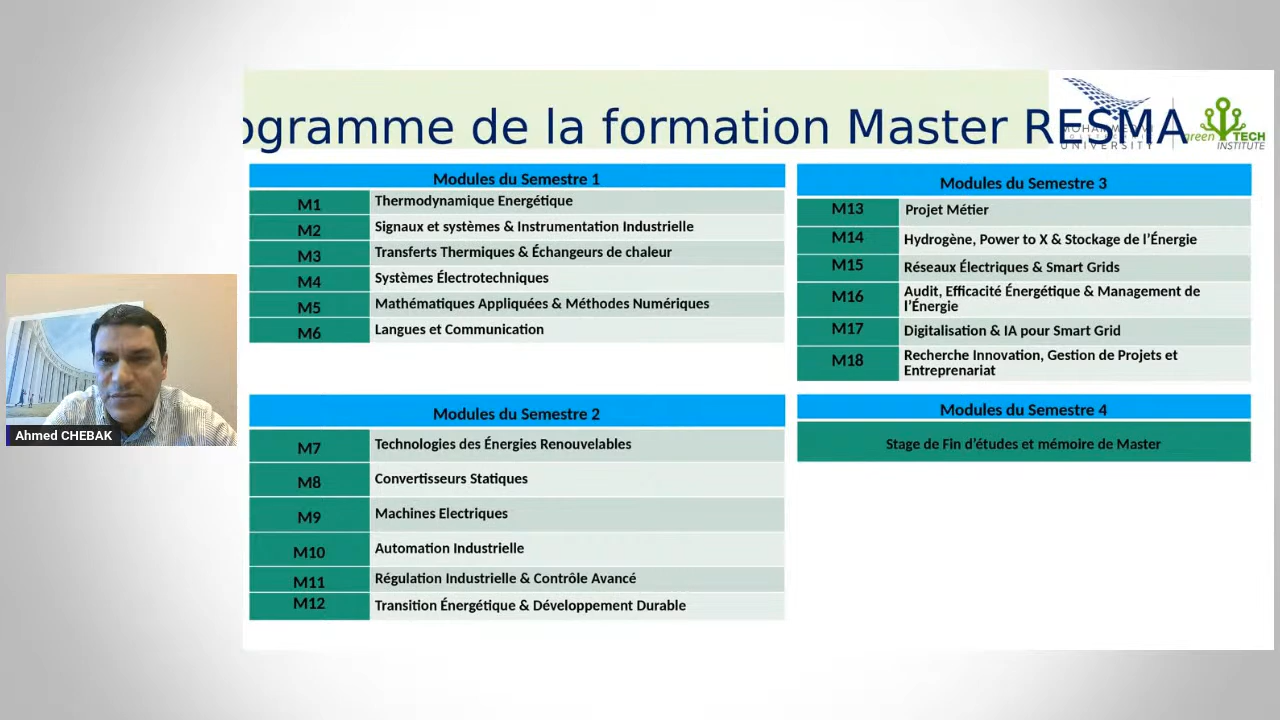 ogramme de la formation Master RESMA
UNIVERSITY
green TECH
INSTITUTE
Modules du Semestre 1
M1 Thermodynamique Energétique
M2 Signaux et systèmes & Instrumentation Industrielle
M3 Transferts Thermiques & Échangeurs de chaleur
M4 Systèmes Électrotechniques
M5 Mathématiques Appliquées & Méthodes Numériques
M6 Langues et Communication
Modules du Semestre 2
M7 Technologies des Énergies Renouvelables
M8 Convertisseurs Statiques
M9 Machines Electriques
M10 Automation Industrielle
M11 Régulation Industrielle & Contrôle Avancé
M12 Transition Énergétique & Développement Durable
Modules du Semestre 3
M13 Projet Métier
M14 Hydrogène, Power to X & Stockage de l’Énergie
M15 Réseaux Électriques & Smart Grids
M16 Audit, Efficacité Énergétique & Management de
l’Énergie
M17 Digitalisation & IA pour Smart Grid
M18 Recherche Innovation, Gestion de Projets et
Entreprenariat
Modules du Semestre 4
Stage de Fin d’études et mémoire de Master
Ahmed CHEBAK